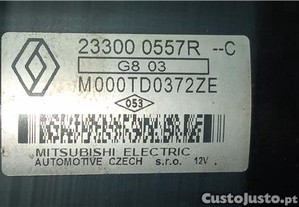 23300 0557R --C
G8 03
M000TD0372ZE
053
MITSUBISHI ELECTRIC
AUTOMOTIVE CZECH s.r.o. 12V
CustoJusto.pt